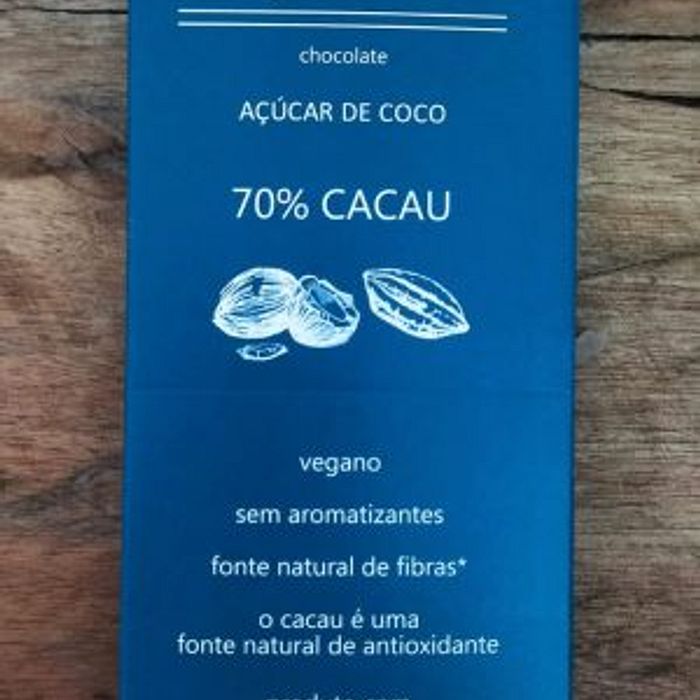 chocolate
AÇÚCAR DE COCO
70% CACAU
vegano
sem aromatizantes
fonte natural de fibras*
o cacau é uma
fonte natural de antioxidante